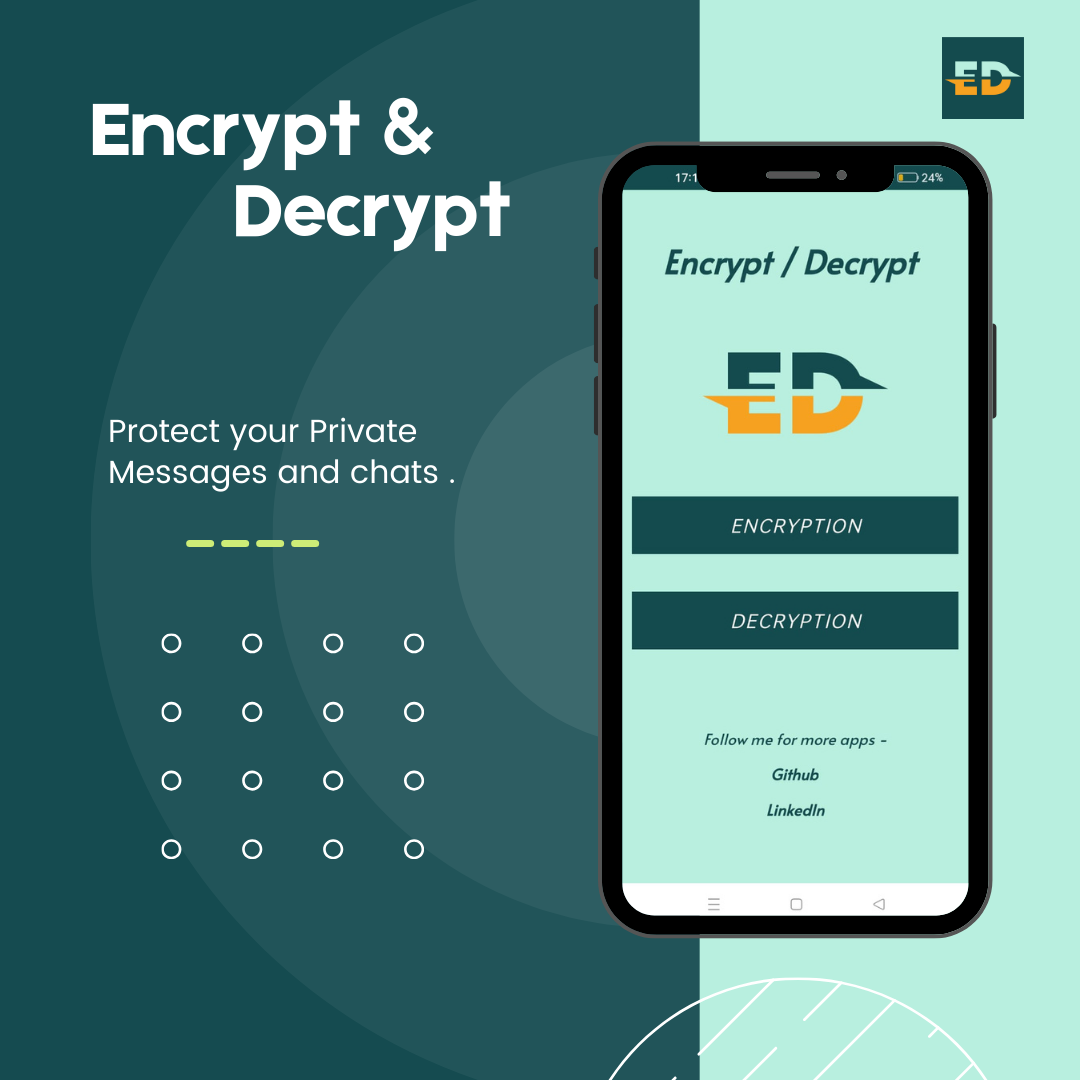 ED
Encrypt &
Decrypt
17:1
24%
Encrypt / Decrypt
ED
Protect your Private
Messages and chats .
ENCRYPTION
DECRYPTION
Follow me for more apps -
Github
LinkedIn